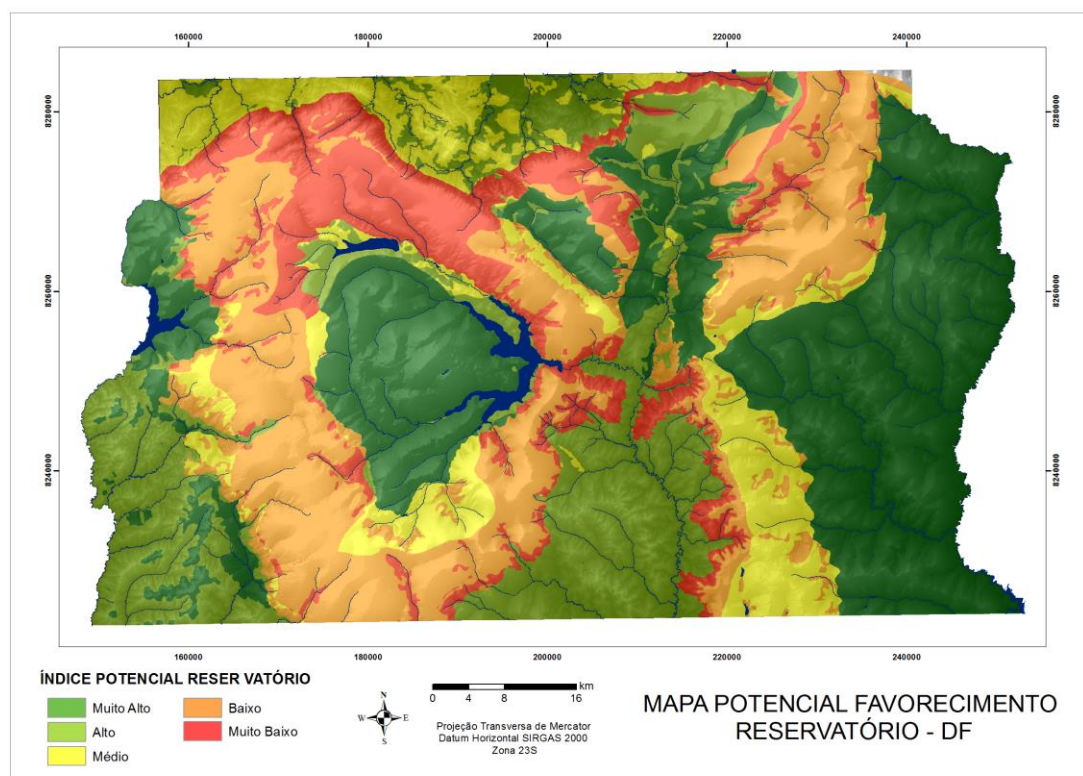 160000 180000 200000 220000 240000
8280000 8280000
8260000 8260000
8240000 8240000
160000 180000 200000 220000 240000
ÍNDICE POTENCIAL RESER VATÓRIO
Muito Alto
Alto
Médio
Baixo
Muito Baixo
N
W E
S
km
0 4 8 16
Projeção Transversa de Mercator
Datum Horizontal SIRGAS 2000
Zona 23S
MAPA POTENCIAL FAVORECIMENTO
RESERVATÓRIO - DF